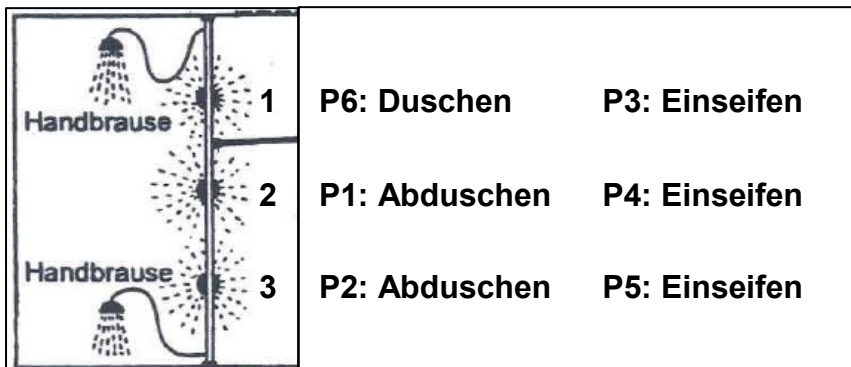 Handbrause
1 P6: Duschen P3: Einseifen
2 P1: Abduschen P4: Einseifen
Handbrause
3 P2: Abduschen P5: Einseifen